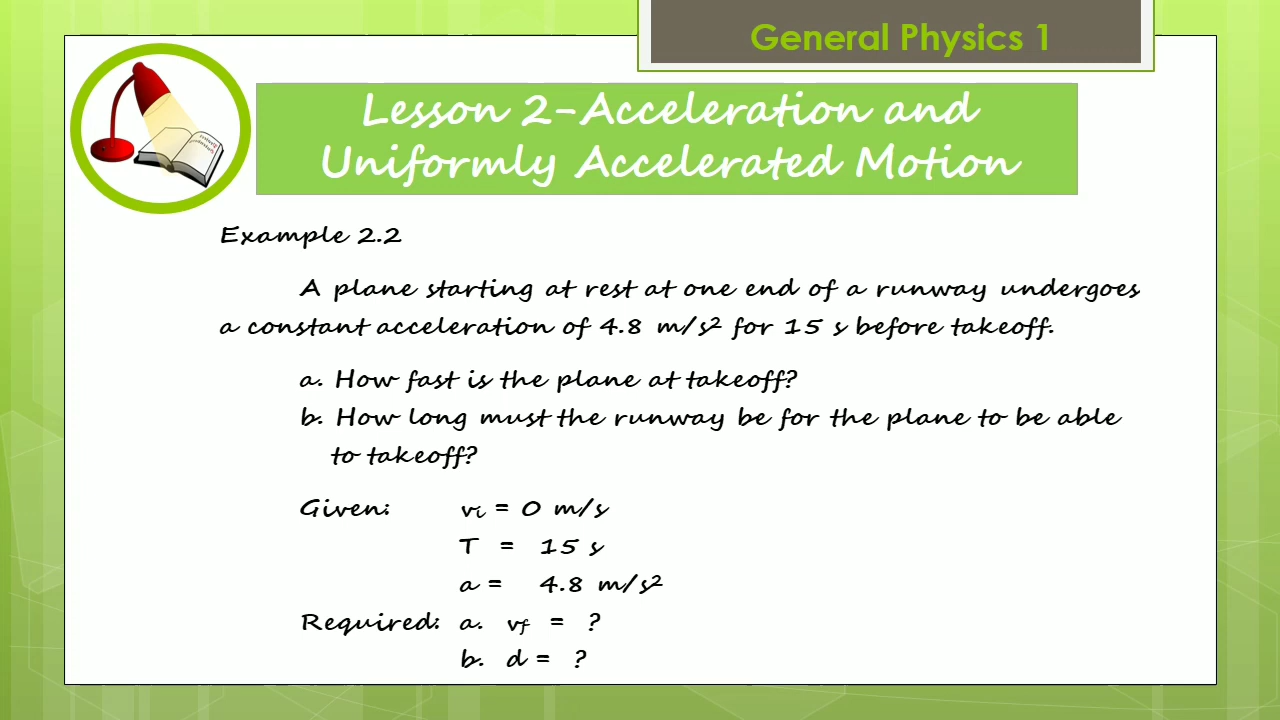 General Physics 1
Lesson 2-Acceleration and
Uniformly Accelerated Motion
Example 2.2
A plane starting at rest at one end of a runway undergoes
a constant acceleration of 4.8 m/s² for 15 s before takeoff.
a. How fast is the plane at takeoff?
b. How long must the runway be for the plane to be able
to takeoff?
Given: vi = 0 m/s
T = 15 s
a = 4.8 m/s²
Required: a. vf = ?
b. d = ?